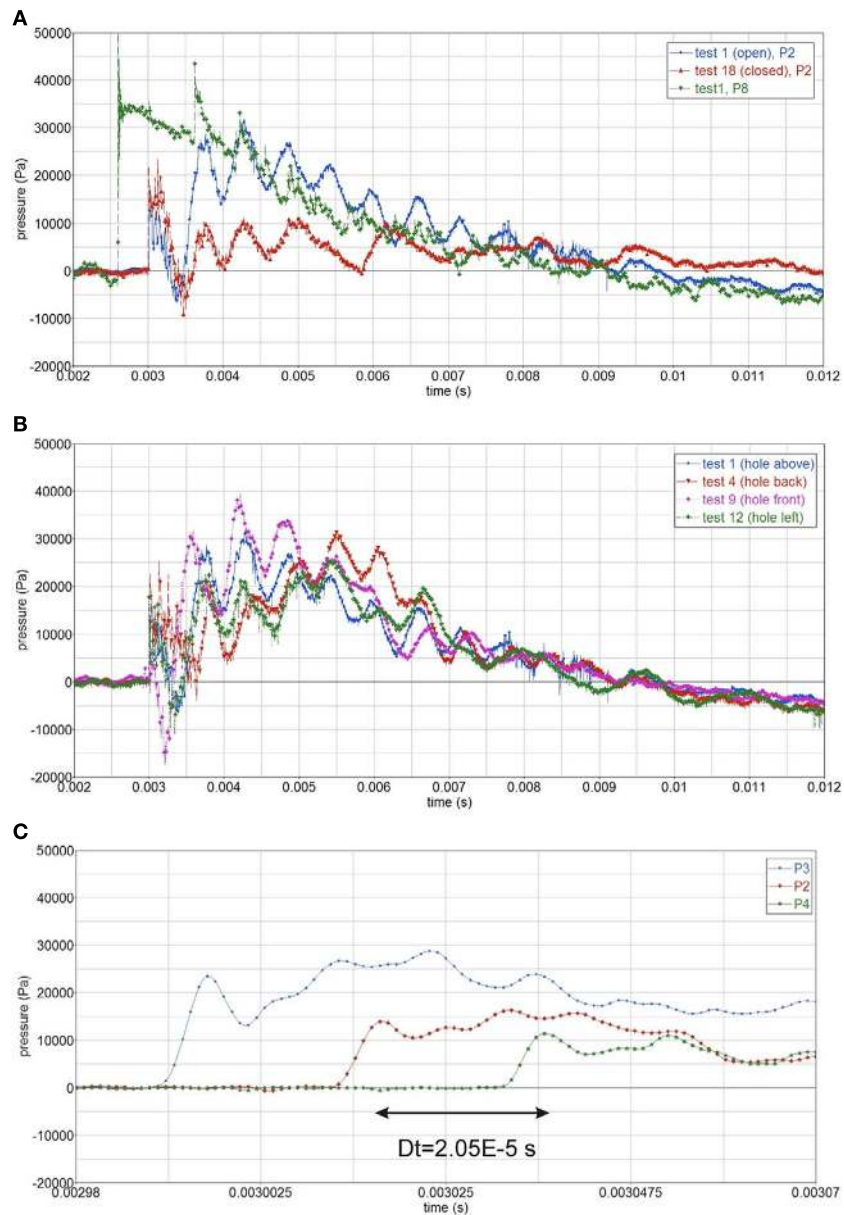 A
50000
40000
30000
20000
10000
0
-10000
-20000
pressure (Pa)
test 1 (open), P2
test 18 (closed), P2
test1, P8
0.002 0.003 0.004 0.005 0.006 0.007 0.008 0.009 0.01 0.011 0.012
time (s)
B
50000
40000
30000
20000
10000
0
-10000
-20000
pressure (Pa)
test 1 (hole above)
test 4 (hole back)
test 9 (hole front)
test 12 (hole left)
0.002 0.003 0.004 0.005 0.006 0.007 0.008 0.009 0.01 0.011 0.012
time (s)
C
50000
40000
30000
20000
10000
0
-10000
-20000
pressure (Pa)
P3
P2
P4
Dt=2.05E-5 s
0.00298 0.0030025 0.003025 0.0030475 0.00307
time (s)